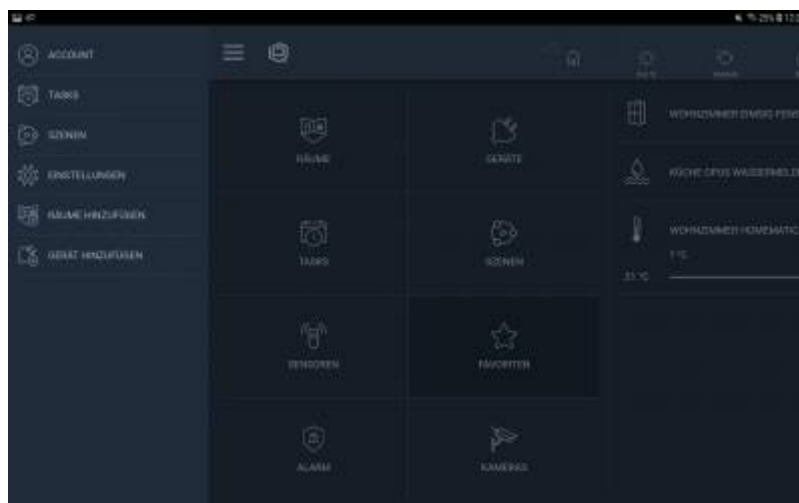 25%
ACCOUNT
TASKS
SZENEN
EINSTELLUNGEN
RÄUME HINZUFÜGEN
GERÄT HINZUFÜGEN
RÄUME
GERÄTE
TASKS
SZENEN
SENSOREN
FAVORITEN
ALARM
KAMERAS
WOHNZIMMER
KÜCHE OPUS WASSERMELD
WOHNZIMMER HOMEMATIC